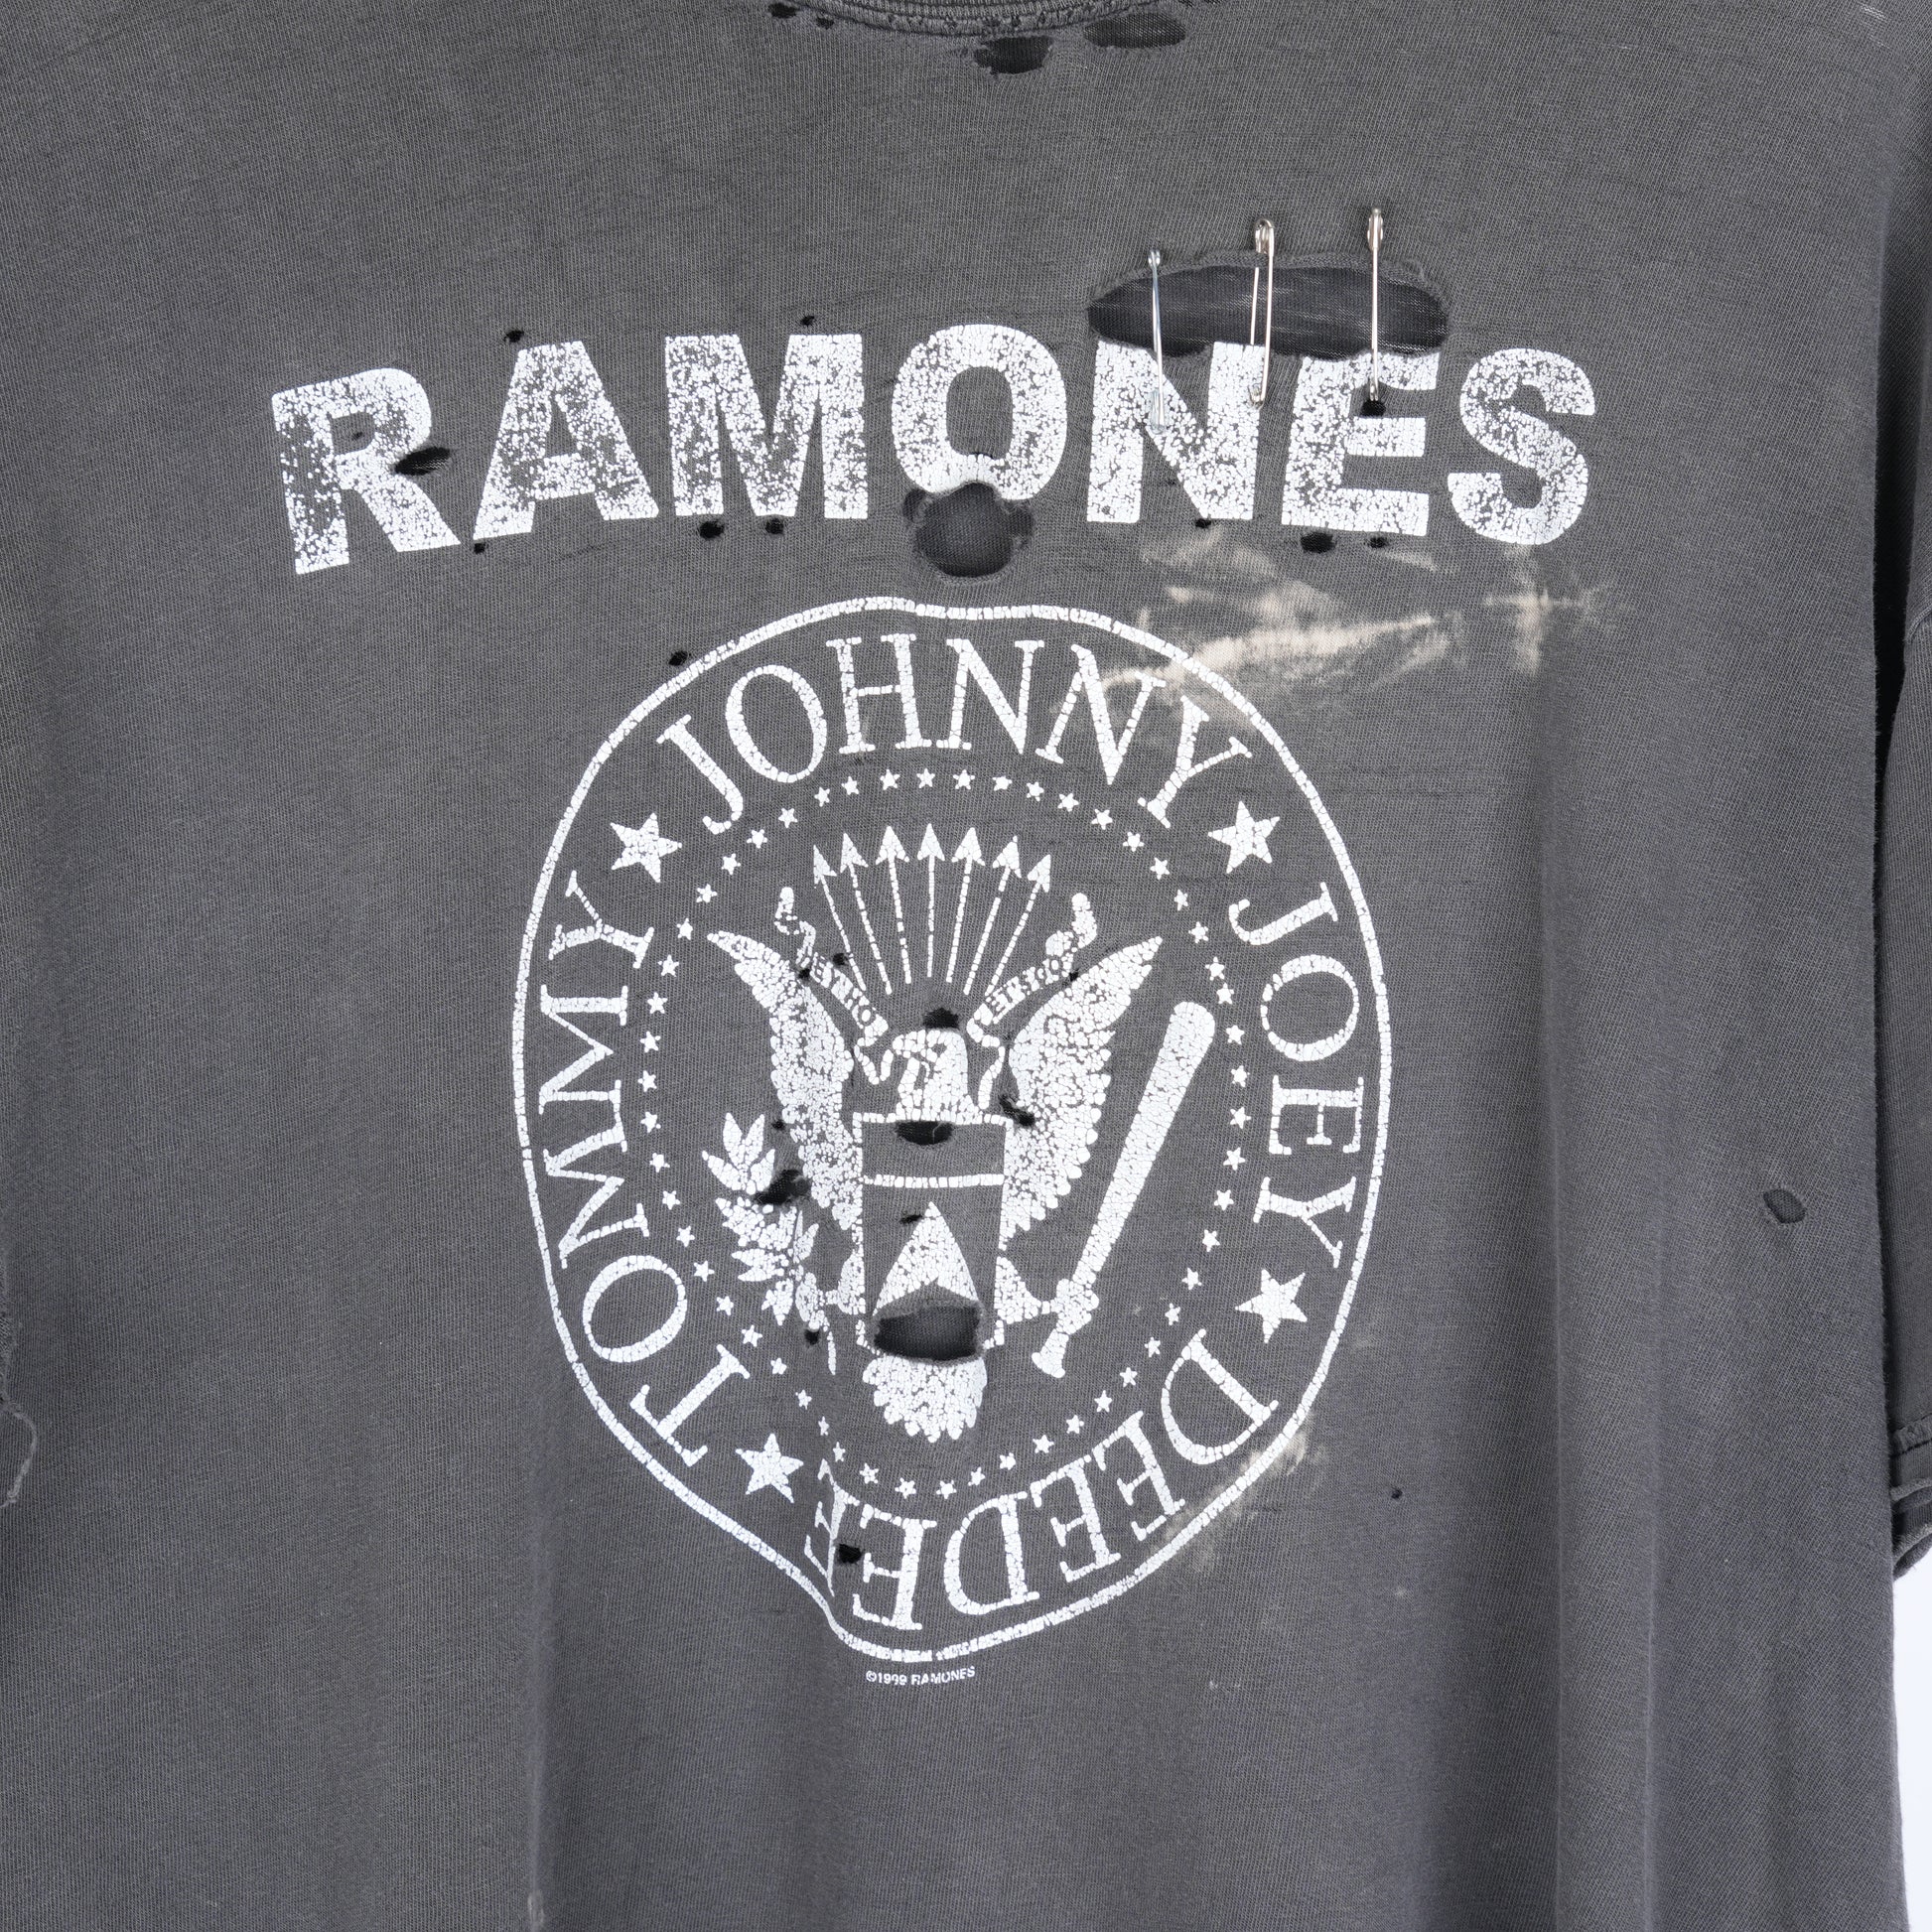 RAMONES
JOHNNY
JOEY
DEEDEE
TOMMY
©1999 RAMONES